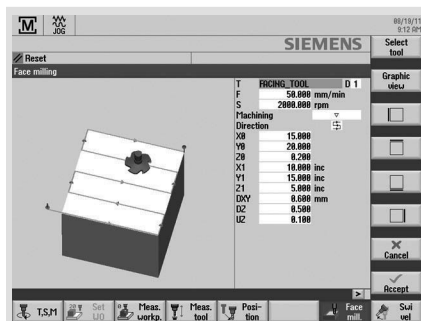 M
JOG
08/19/11
9:12 AM
SIEMENS
Select
tool
Reset
Face milling
Graphic
view
T FACING_TOOL D 1
F 50.000 mm/min
S 2000.000 rpm
Machining ▽
Direction
X0 15.000
Y0 20.000
Z0 0.200
X1 10.000 inc
Y1 15.000 inc
Z1 5.000 inc
DXY 0.600 mm
DZ 0.500
UZ 0.100
Cancel
Accept
T,S,M
Set
WO
Meas.
workp.
Meas.
tool
Posi-
tion
Face
mill.
Swi
vel